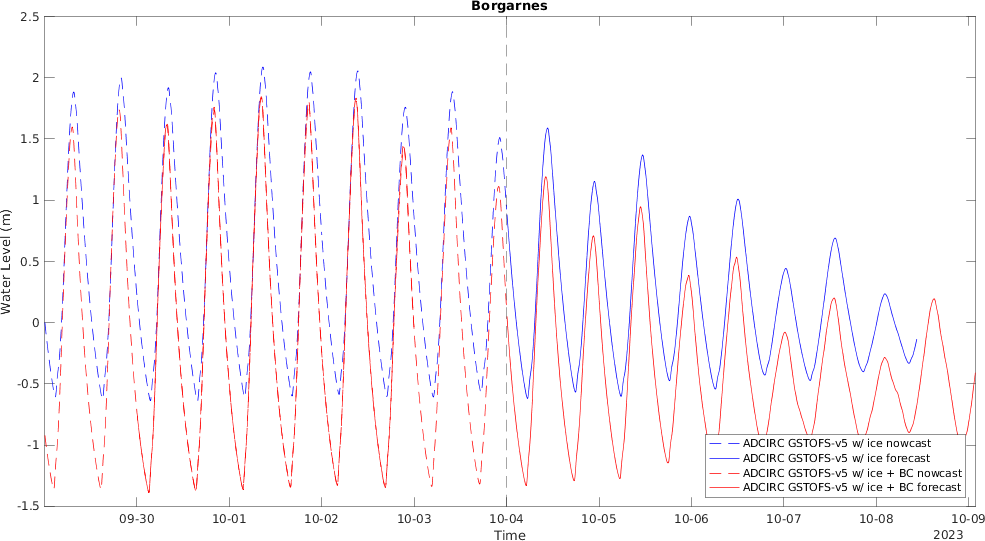 Borgarnes
2.5
2
1.5
1
0.5
0
-0.5
-1
-1.5
Water Level (m)
ADCIRC GSTOFS-v5 w/ ice nowcast
ADCIRC GSTOFS-v5 w/ ice forecast
ADCIRC GSTOFS-v5 w/ ice + BC nowcast
ADCIRC GSTOFS-v5 w/ ice + BC forecast
09-30 10-01 10-02 10-03 10-04 10-05 10-06 10-07 10-08 10-09
Time
2023